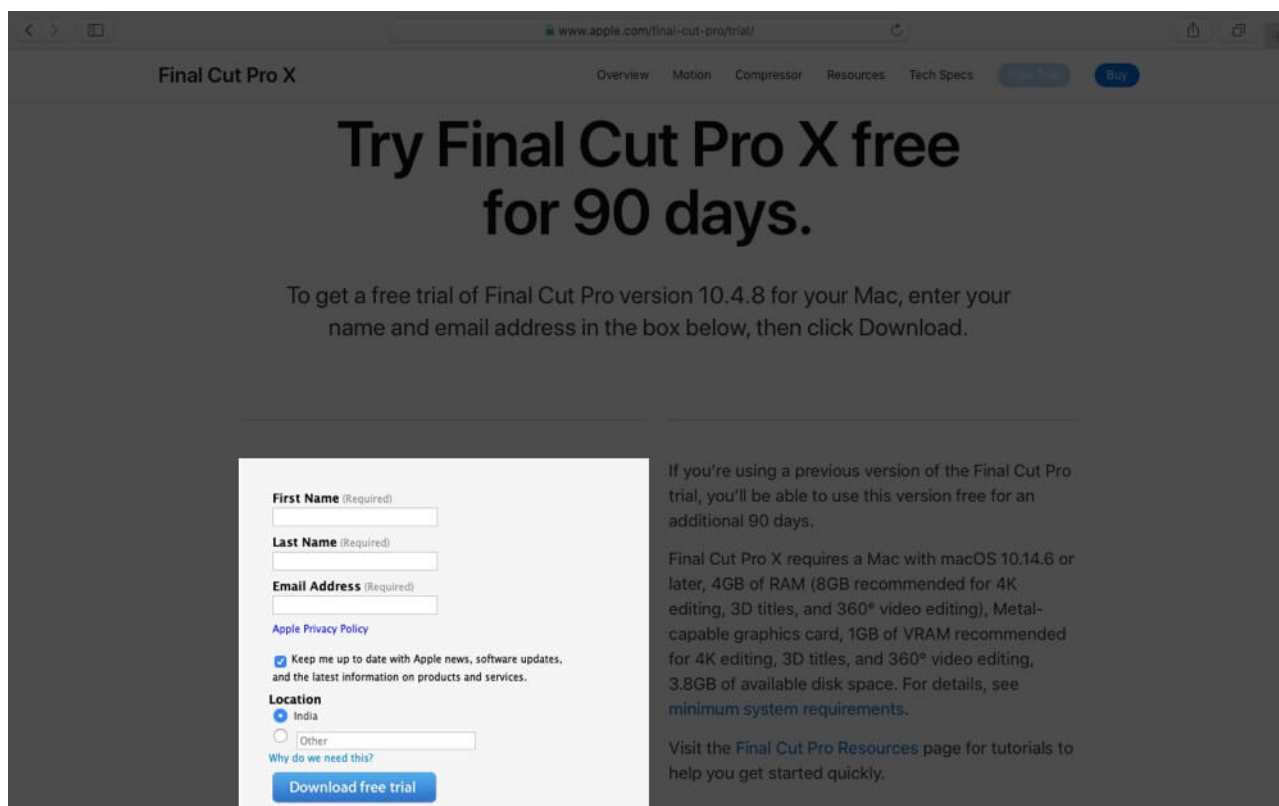 www.apple.com/final-cut-pro/trial/
Final Cut Pro X
Overview
Motion
Compressor
Resources
Tech Specs
Free Trial
Buy
Try Final Cut Pro X free
for 90 days.
To get a free trial of Final Cut Pro version 10.4.8 for your Mac, enter your
name and email address in the box below, then click Download.
First Name (Required)
Last Name (Required)
Email Address (Required)
Apple Privacy Policy
Keep me up to date with Apple news, software updates,
and the latest information on products and services.
Location
India
Other
Why do we need this?
Download free trial
If you're using a previous version of the Final Cut Pro
trial, you'll be able to use this version free for an
additional 90 days.
Final Cut Pro X requires a Mac with macOS 10.14.6 or
later, 4GB of RAM (8GB recommended for 4K
editing, 3D titles, and 360° video editing), Metal-
capable graphics card, 1GB of VRAM recommended
for 4K editing, 3D titles, and 360° video editing,
3.8GB of available disk space. For details, see
minimum system requirements.
Visit the Final Cut Pro Resources page for tutorials to
help you get started quickly.